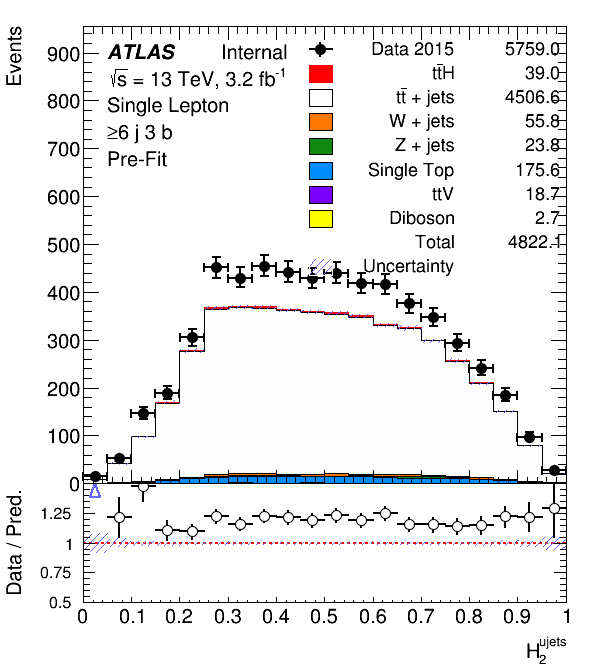 Events
900
800
700
600
500
400
300
200
100
0
ATLAS Internal
√s = 13 TeV, 3.2 fb⁻¹
Single Lepton
≥6 j 3 b
Pre-Fit
Data 2015 5759.0
tt̄H 39.0
tt̄ + jets 4506.6
W + jets 55.8
Z + jets 23.8
Single Top 175.6
ttV 18.7
Diboson 2.7
Total 4822.1
Uncertainty
Data / Pred.
1.25
1
0.75
0.5
0 0.1 0.2 0.3 0.4 0.5 0.6 0.7 0.8 0.9 1
H₂ᵘʲᵉᵗˢ